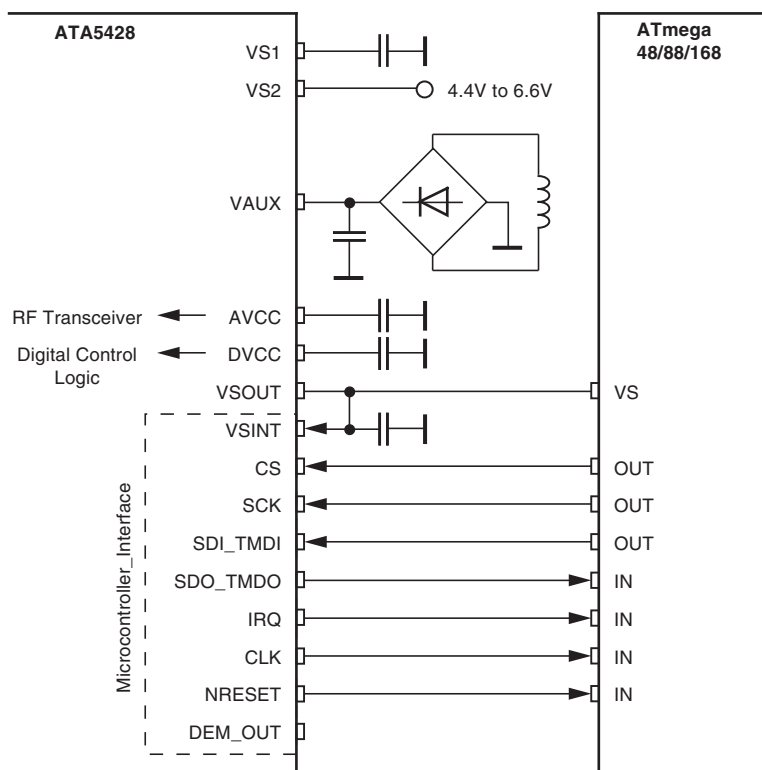 ATA5428
ATmega
48/88/168
VS1
VS2
4.4V to 6.6V
VAUX
RF Transceiver
AVCC
Digital Control
Logic
DVCC
VSOUT
VS
VSINT
Microcontroller_Interface
CS
OUT
SCK
OUT
SDI_TMDI
OUT
SDO_TMDO
IN
IRQ
IN
CLK
IN
NRESET
IN
DEM_OUT